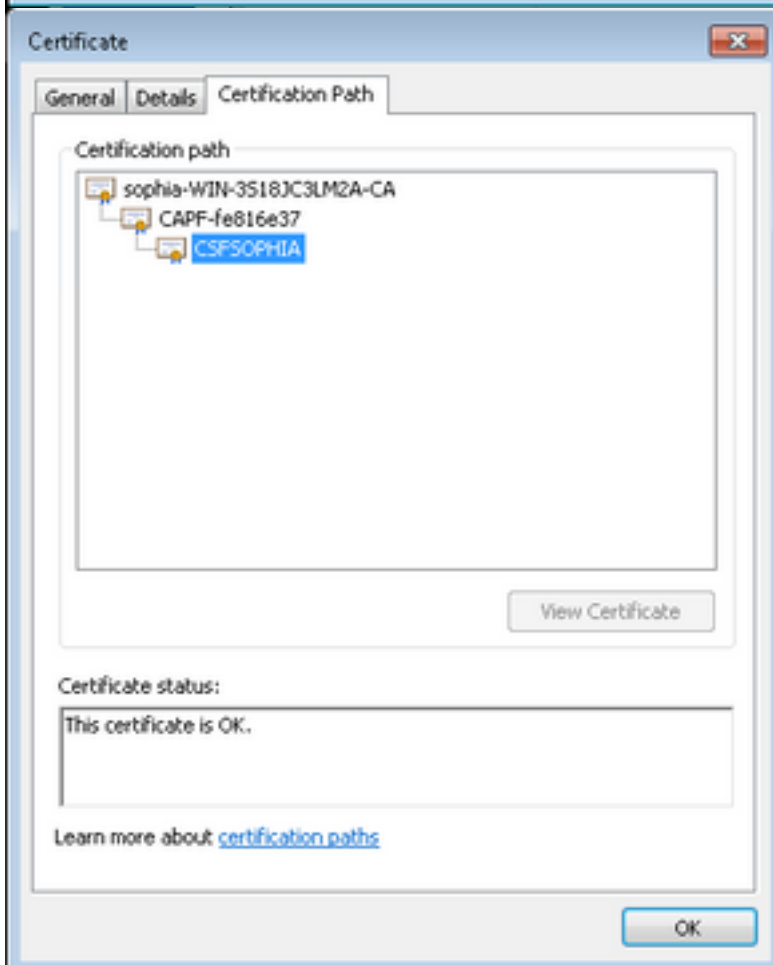 Certificate
General Details Certification Path
Certification path
sophia-WIN-3S18JC3LM2A-CA
CAPF-fe816e37
CSFSOPHIA
View Certificate
Certificate status:
This certificate is OK.
Learn more about certification paths
OK